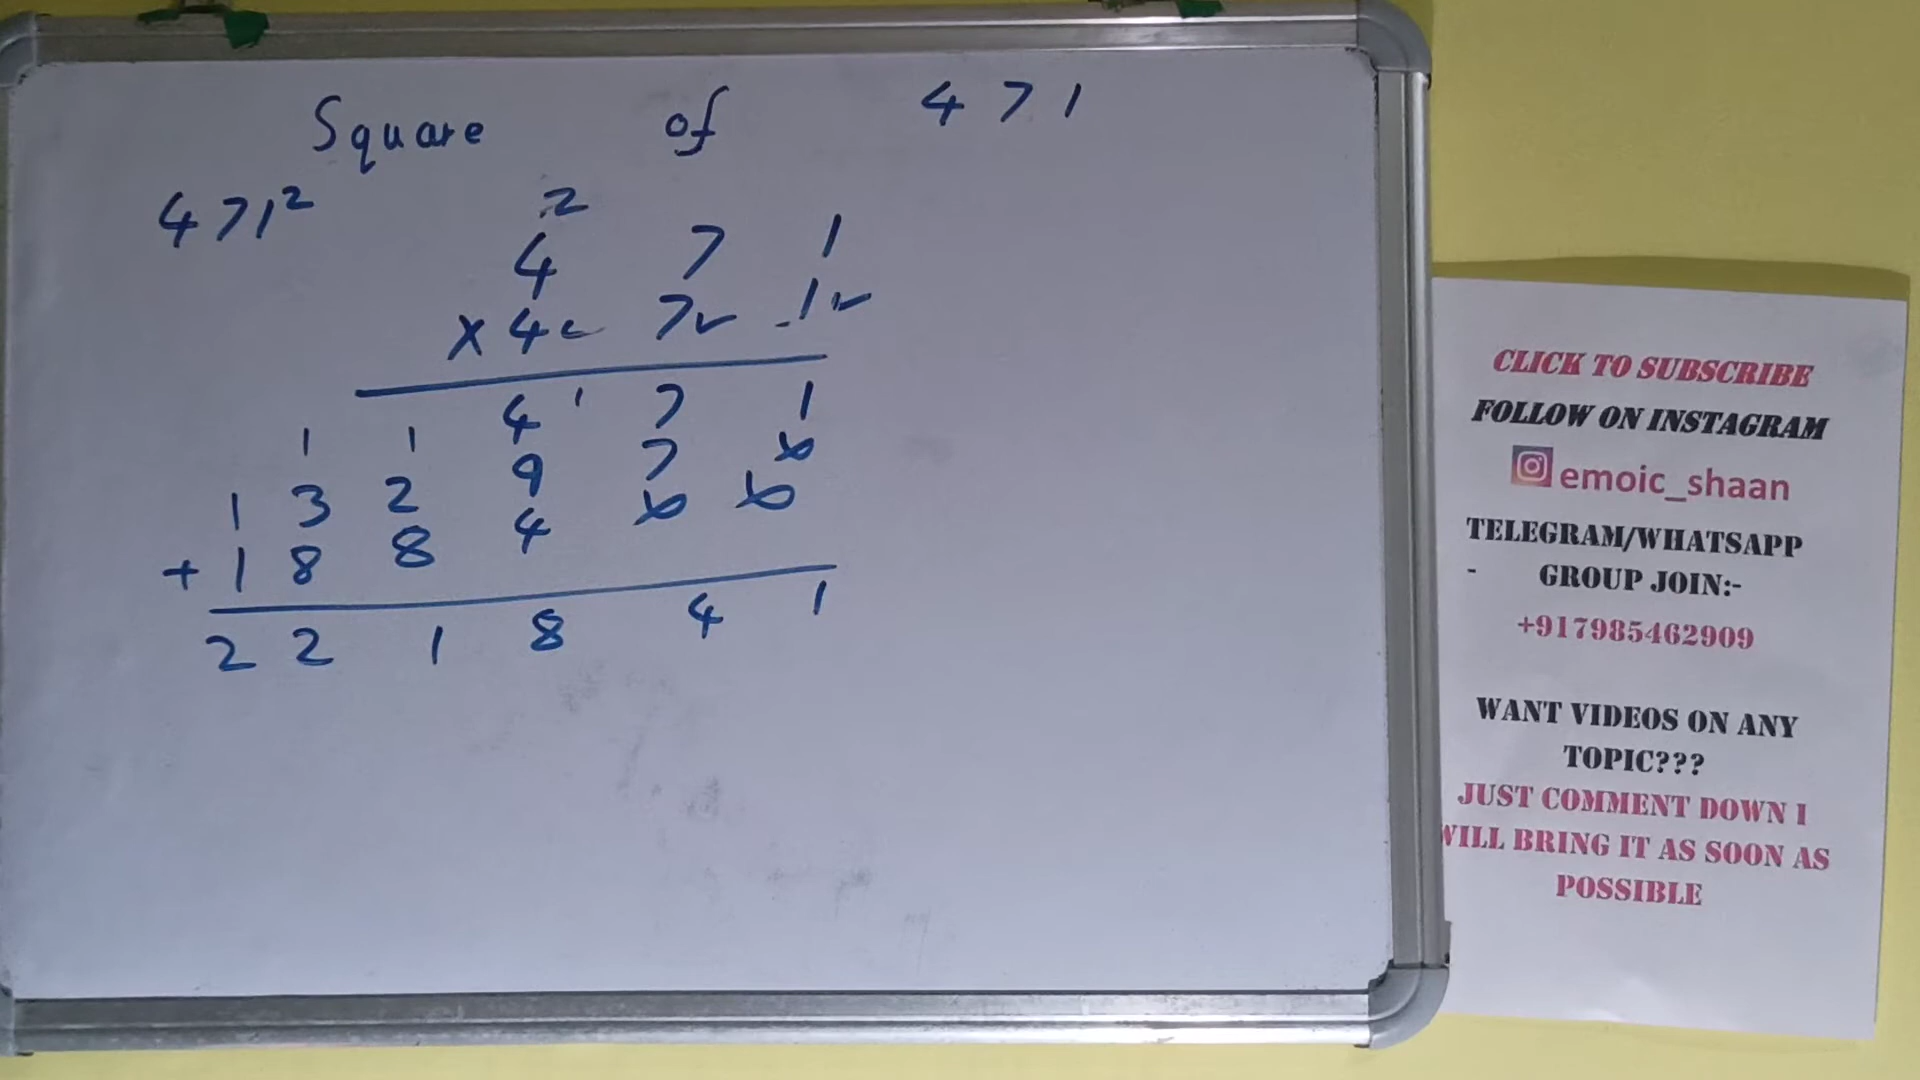 Square of 471
471²
2
4 7 1
× 4 7 1
4 1 7 1
1 1 9 7 ×
1 3 2 4 × ×
+ 1 8 8
2 2 1 8 4 1
CLICK TO SUBSCRIBE
FOLLOW ON INSTAGRAM
emoic_shaan
TELEGRAM/WHATSAPP
- GROUP JOIN:-
+917985462909
WANT VIDEOS ON ANY
TOPIC???
JUST COMMENT DOWN I
WILL BRING IT AS SOON AS
POSSIBLE